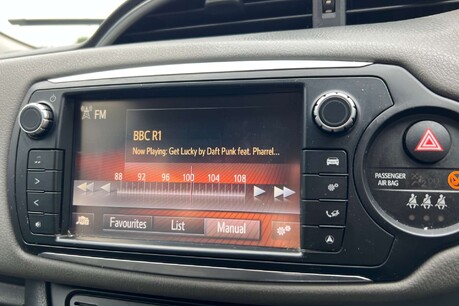 FM
BBC R1
Now Playing: Get Lucky by Daft Punk feat. Pharrel...
88 92 96 100 104 108
Favourites
List
Manual
PASSENGER
AIR BAG